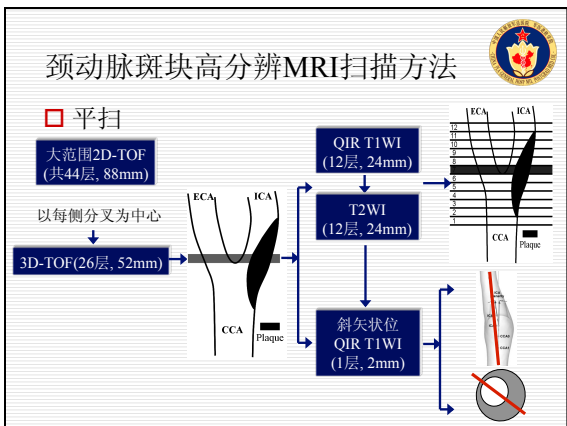 颈动脉斑块高分辨MRI扫描方法
平扫
大范围2D-TOF
(共44层, 88mm)
以每侧分叉为中心
3D-TOF(26层, 52mm)
ECA
ICA
CCA
Plaque
QIR T1WI
(12层, 24mm)
T2WI
(12层, 24mm)
斜矢状位
QIR T1WI
(1层, 2mm)
ECA
ICA
12
11
10
9
8
7
6
5
4
3
2
1
CCA
Plaque